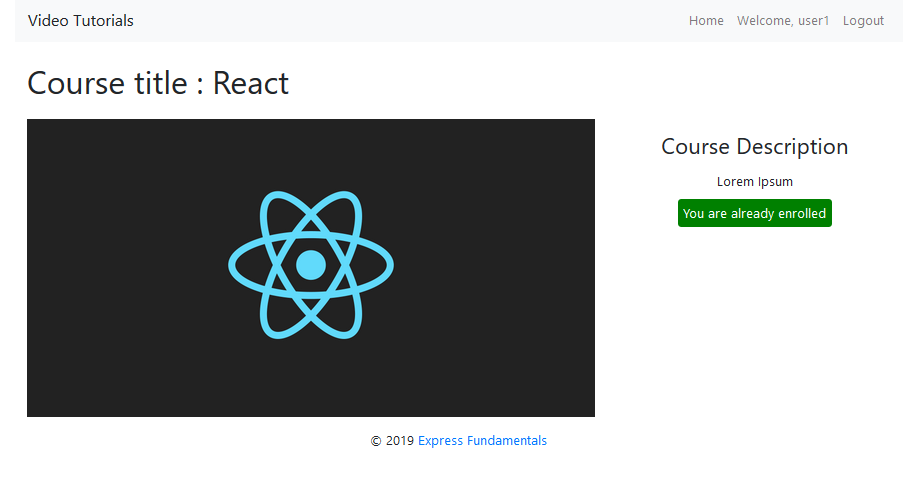 Video Tutorials Home Welcome, user1 Logout
Course title : React
Course Description
Lorem Ipsum
You are already enrolled
© 2019 Express Fundamentals